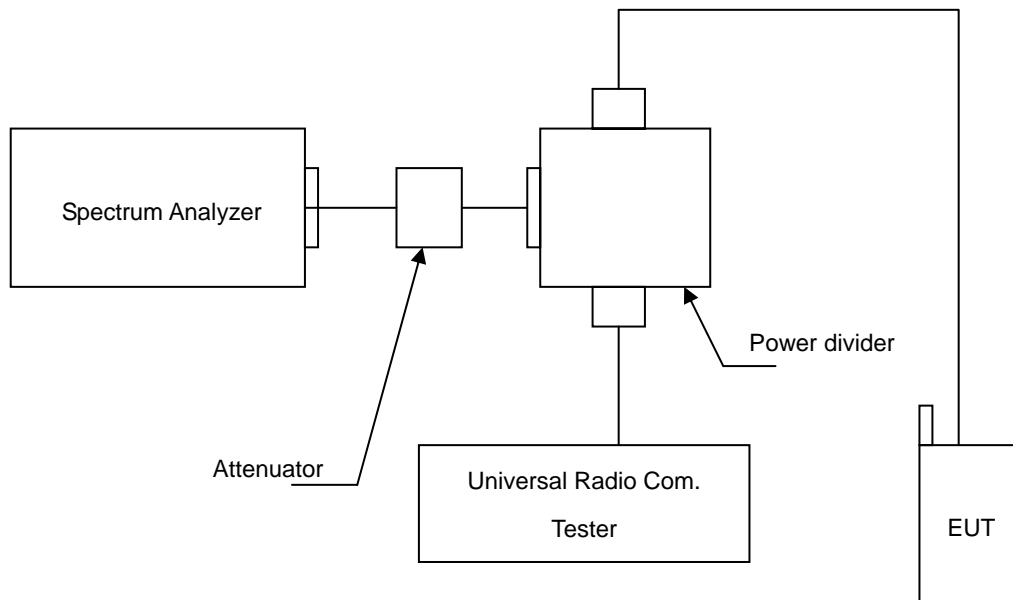 Spectrum Analyzer
Power divider
Attenuator
Universal Radio Com.
Tester
EUT